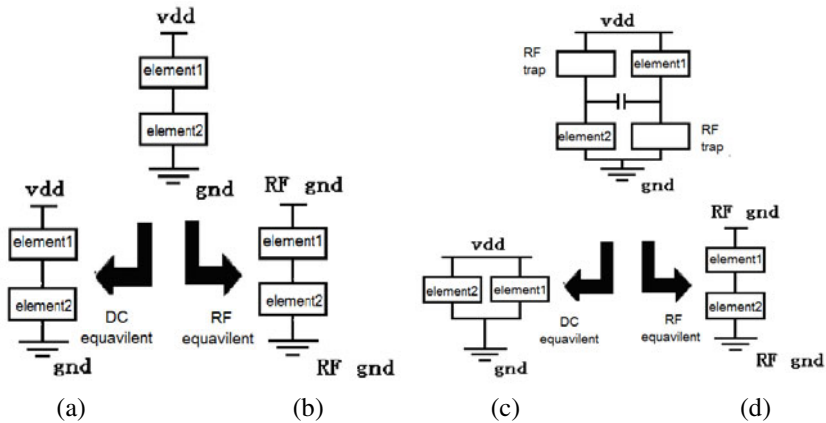 vdd
element1
element2
gnd
vdd
element1
element2
gnd
DC
equavilent
RF gnd
element1
element2
RF gnd
RF
equavilent
(a)
(b)
vdd
RF
trap
element1
element2
RF
trap
gnd
vdd
element2
element1
gnd
DC
equavilent
RF gnd
element1
element2
RF gnd
RF
equavilent
(c)
(d)